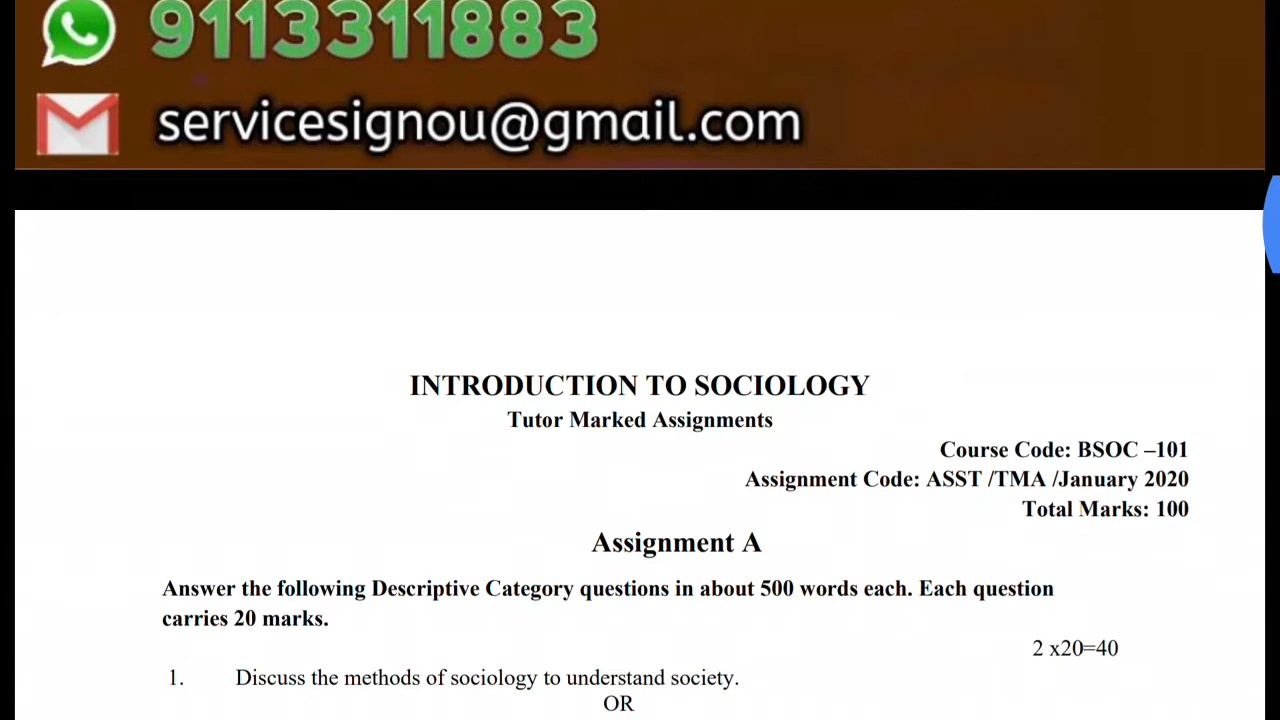 9113311883
servicesignou@gmail.com
INTRODUCTION TO SOCIOLOGY
Tutor Marked Assignments
Course Code: BSOC –101
Assignment Code: ASST /TMA /January 2020
Total Marks: 100
Assignment A
Answer the following Descriptive Category questions in about 500 words each. Each question
carries 20 marks.
2 x20=40
1. Discuss the methods of sociology to understand society.
OR